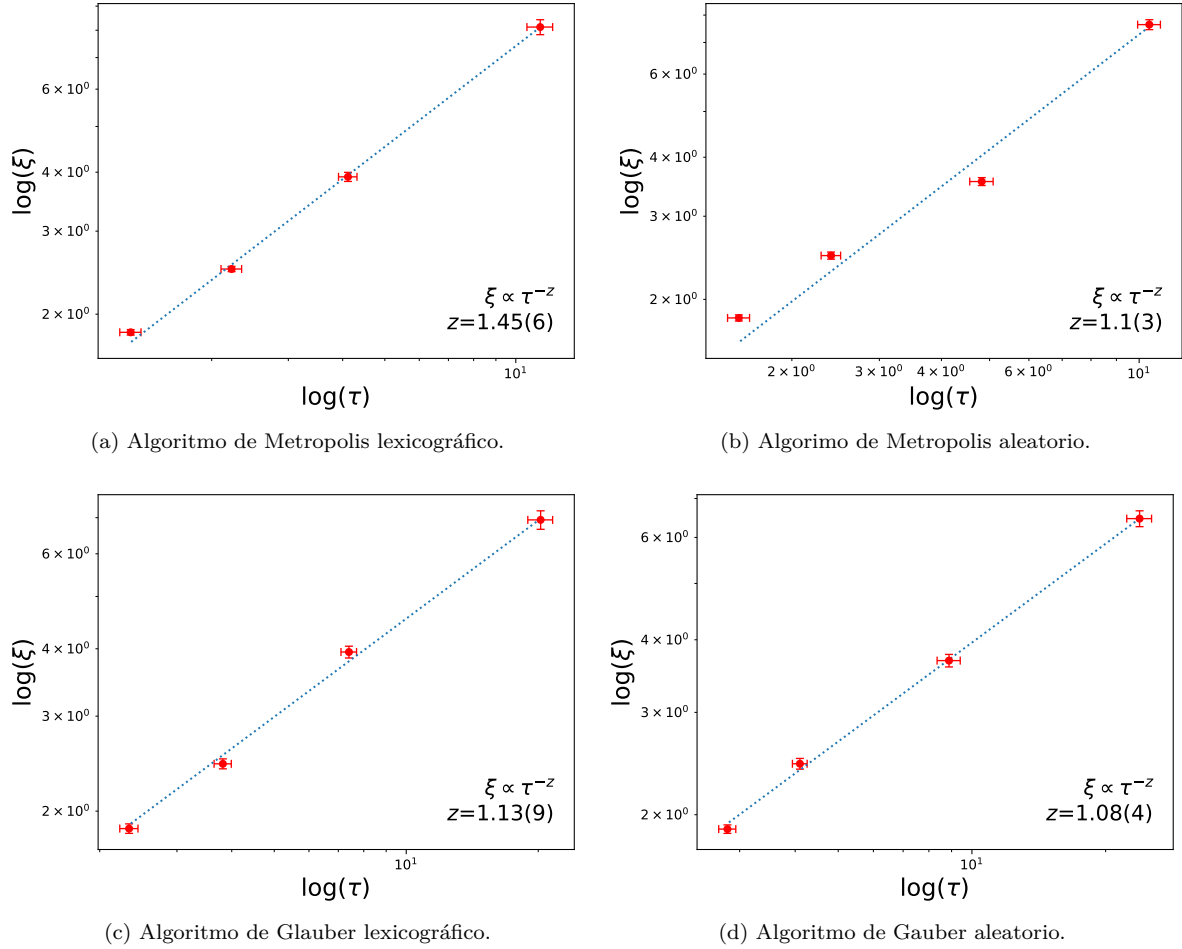 6 × 10⁰
4 × 10⁰
3 × 10⁰
2 × 10⁰
log(ξ)
ξ ∝ τ⁻ᶻ
z=1.45(6)
10¹
log(τ)
(a) Algoritmo de Metropolis lexicográfico.
6 × 10⁰
4 × 10⁰
3 × 10⁰
2 × 10⁰
log(ξ)
ξ ∝ τ⁻ᶻ
z=1.1(3)
2 × 10⁰ 3 × 10⁰ 4 × 10⁰ 6 × 10⁰ 10¹
log(τ)
(b) Algorimo de Metropolis aleatorio.
6 × 10⁰
4 × 10⁰
3 × 10⁰
2 × 10⁰
log(ξ)
ξ ∝ τ⁻ᶻ
z=1.13(9)
10¹
log(τ)
(c) Algoritmo de Glauber lexicográfico.
6 × 10⁰
4 × 10⁰
3 × 10⁰
2 × 10⁰
log(ξ)
ξ ∝ τ⁻ᶻ
z=1.08(4)
10¹
log(τ)
(d) Algoritmo de Gauber aleatorio.